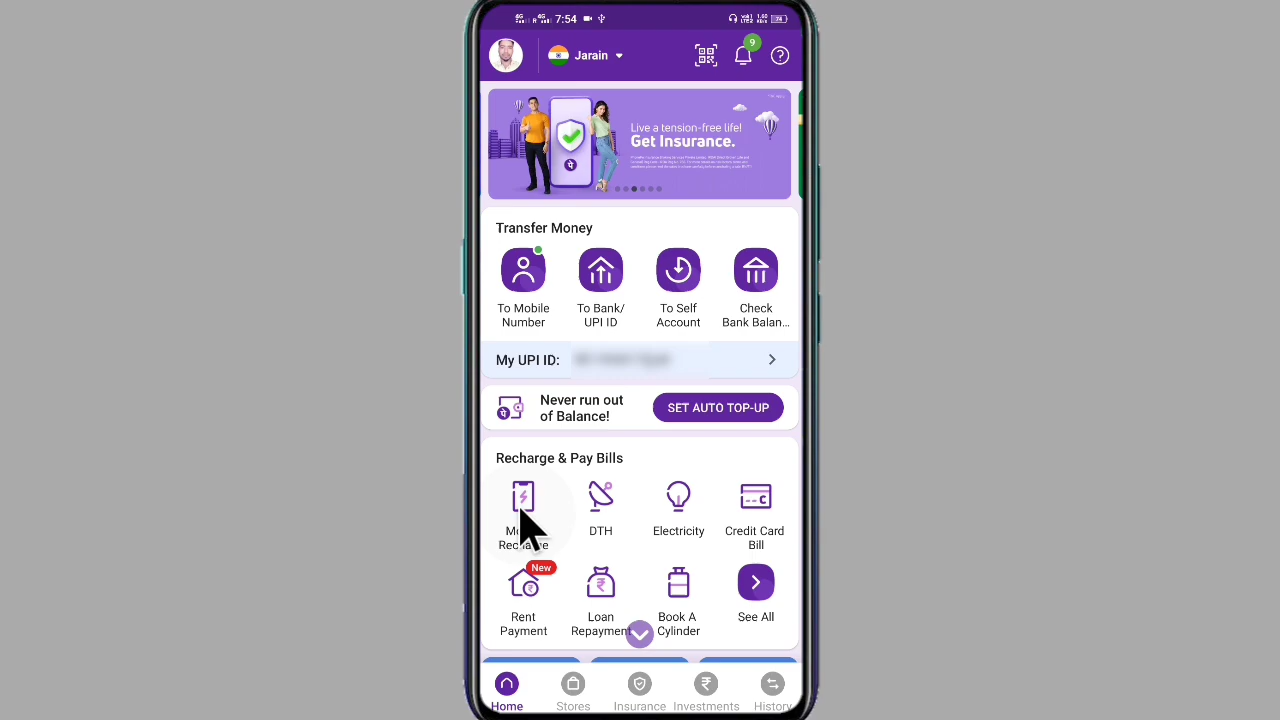 7:54
Jarain
9
Live a tension-free life!
Get Insurance.
Transfer Money
To Mobile
Number
To Bank/
UPI ID
To Self
Account
Check
Bank Balan...
My UPI ID:
Never run out
of Balance!
SET AUTO TOP-UP
Recharge & Pay Bills
Recharge
DTH
Electricity
Credit Card
Bill
New
Rent
Payment
Loan
Repayment
Book A
Cylinder
See All
Home
Stores
Insurance
Investments
History